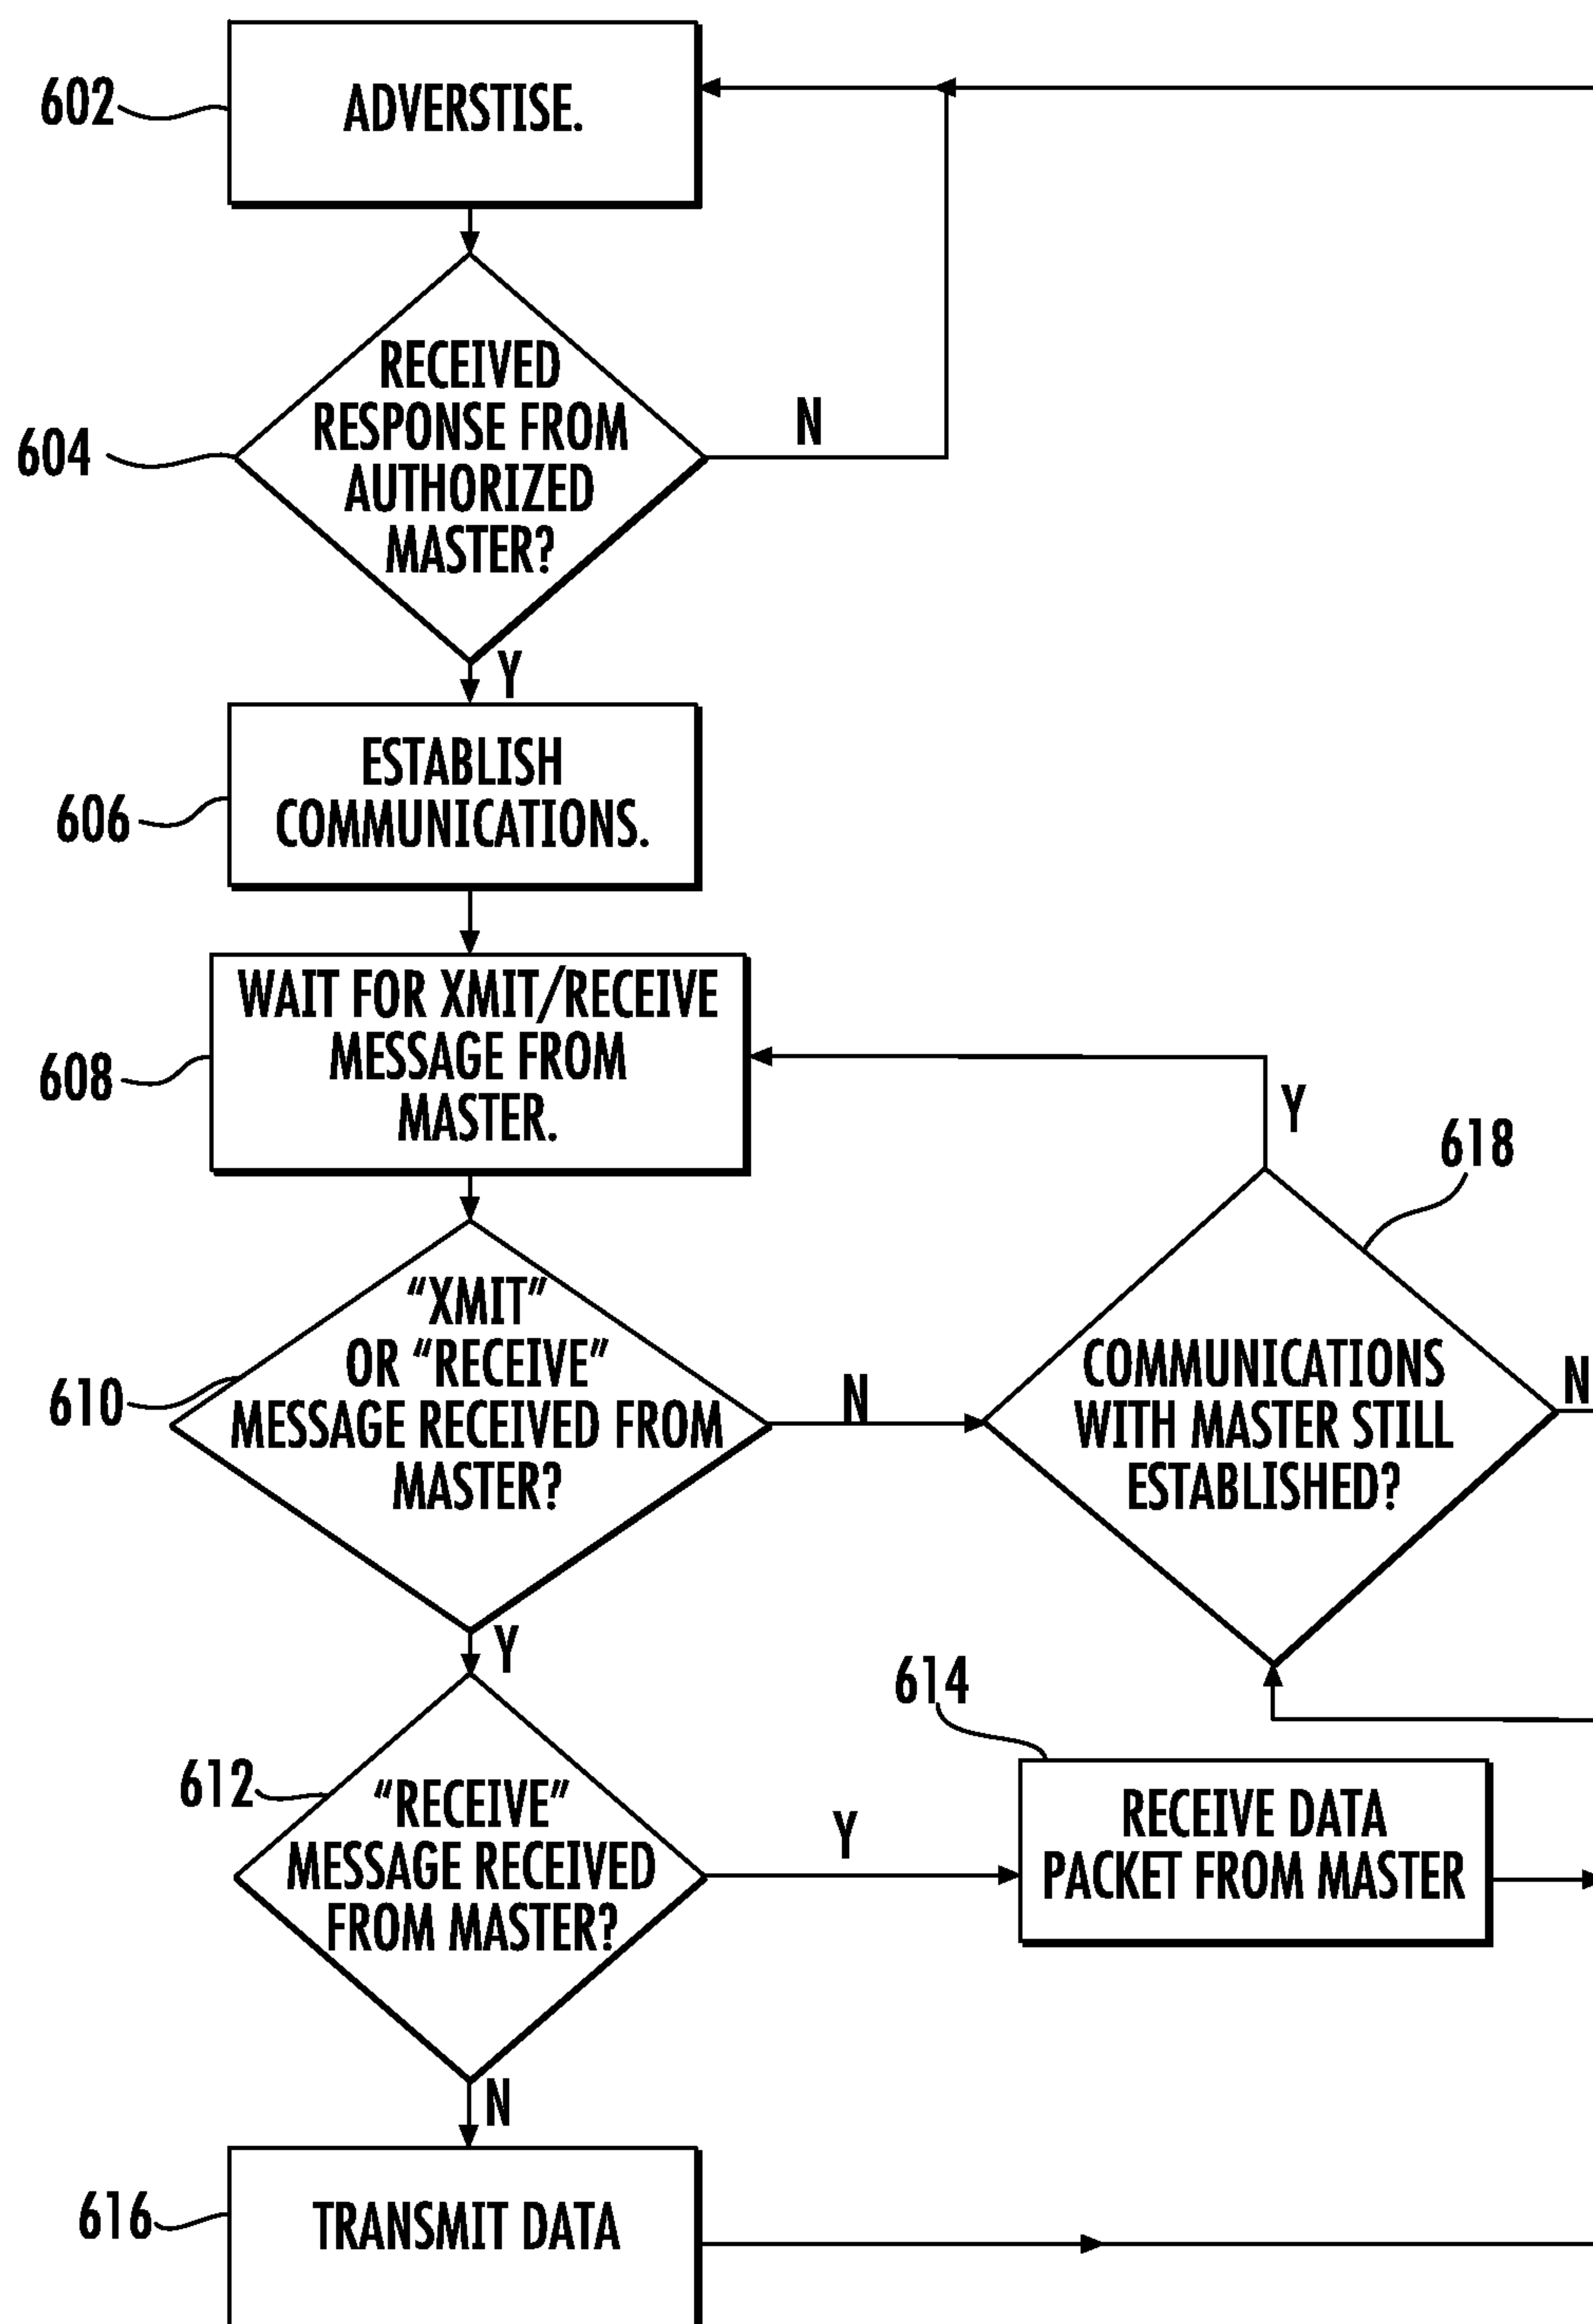 602
ADVERSTISE.
604
RECEIVED
RESPONSE FROM
AUTHORIZED
MASTER?
N
Y
606
ESTABLISH
COMMUNICATIONS.
608
WAIT FOR XMIT/RECEIVE
MESSAGE FROM
MASTER.
610
“XMIT”
OR “RECEIVE”
MESSAGE RECEIVED FROM
MASTER?
N
Y
618
COMMUNICATIONS
WITH MASTER STILL
ESTABLISHED?
Y
N
612
“RECEIVE”
MESSAGE RECEIVED
FROM MASTER?
Y
N
614
RECEIVE DATA
PACKET FROM MASTER
616
TRANSMIT DATA